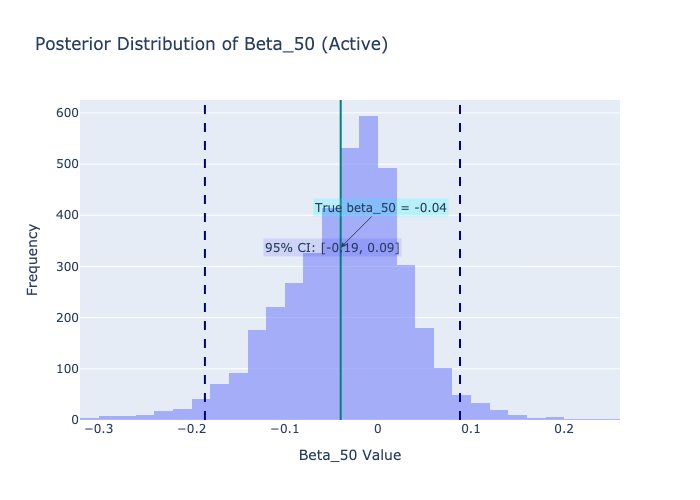 Posterior Distribution of Beta_50 (Active)
600
500
400
300
200
100
0
Frequency
True beta_50 = -0.04
95% CI: [-0.19, 0.09]
−0.3
−0.2
−0.1
0
0.1
0.2
Beta_50 Value